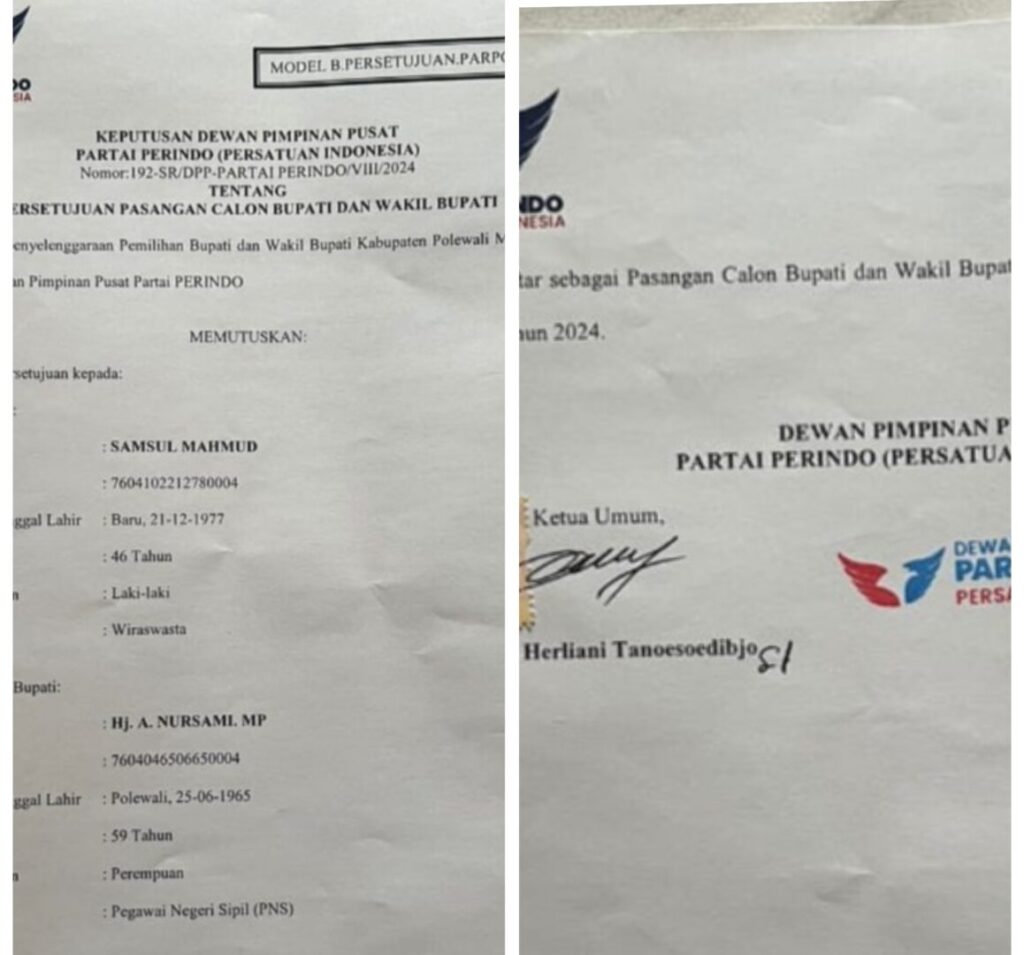 DO
SIA
MODEL B.PERSETUJUAN.PARPO
KEPUTUSAN DEWAN PIMPINAN PUSAT
PARTAI PERINDO (PERSATUAN INDONESIA)
Nomor:192-SR/DPP-PARTAI PERINDO/VIII/2024
TENTANG
ERSETUJUAN PASANGAN CALON BUPATI DAN WAKIL BUPATI
enyelenggaraan Pemilihan Bupati dan Wakil Bupati Kabupaten Polewali M
an Pimpinan Pusat Partai PERINDO
MEMUTUSKAN:
setujuan kepada:
:
: SAMSUL MAHMUD
: 7604102212780004
ggal Lahir : Baru, 21-12-1977
: 46 Tahun
n : Laki-laki
: Wiraswasta
Bupati:
: Hj. A. NURSAMI. MP
: 7604046506650004
ggal Lahir : Polewali, 25-06-1965
: 59 Tahun
n : Perempuan
: Pegawai Negeri Sipil (PNS)
NDO
NESIA
tar sebagai Pasangan Calon Bupati dan Wakil Bupat
hun 2024.
DEWAN PIMPINAN P
PARTAI PERINDO (PERSATUA
Ketua Umum,
DEWA
PAR
PERSA
Herliani Tanoesoedibjo